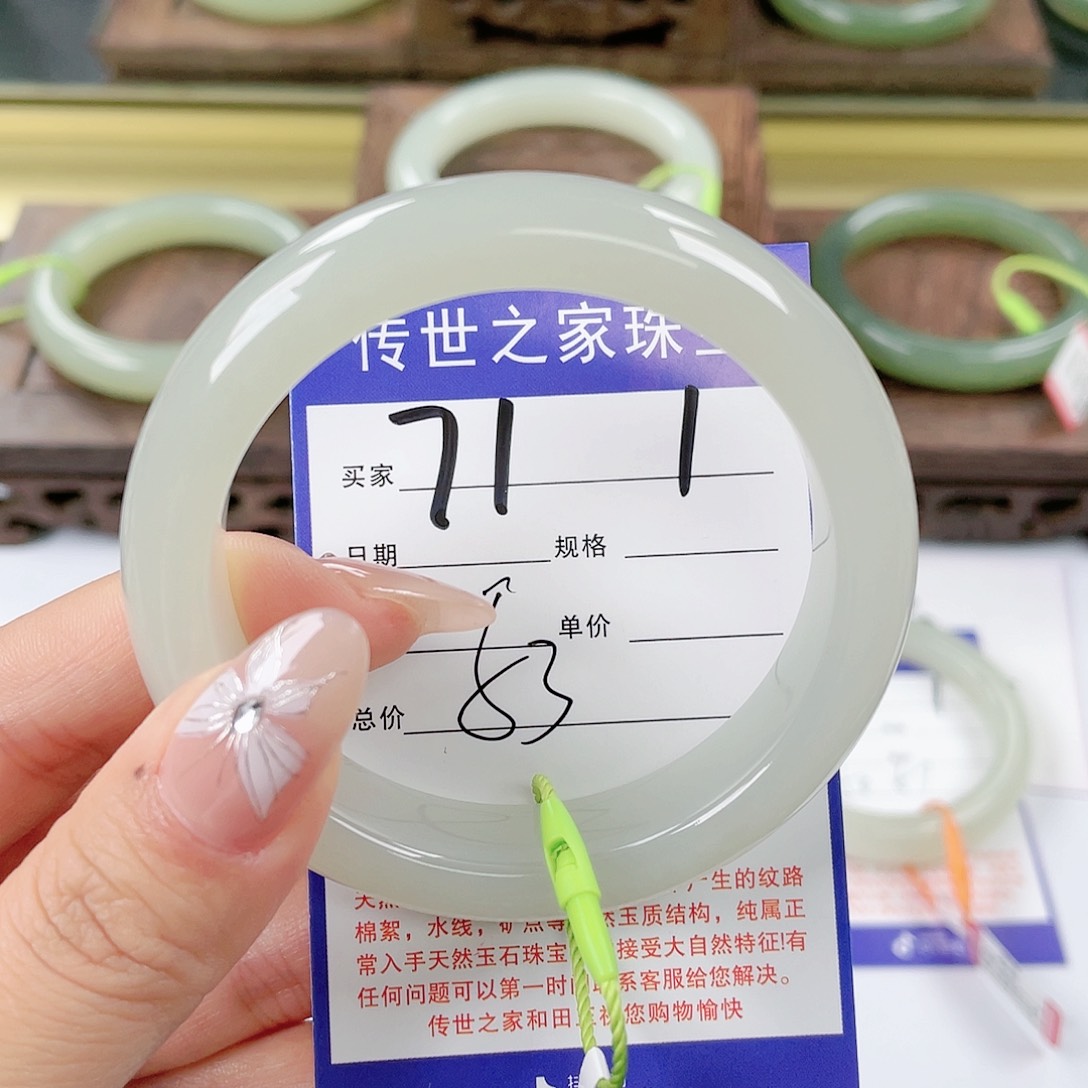 传世之家珠
买家 71 1
日期 规格
单价
总价 83
产生的纹路
棉絮，水线，矿点等 然玉质结构，纯属正
常入手天然玉石珠宝 接受大自然特征!有
任何问题可以第一时间联系客服给您解决。
传世之家和田玉祝您购物愉快